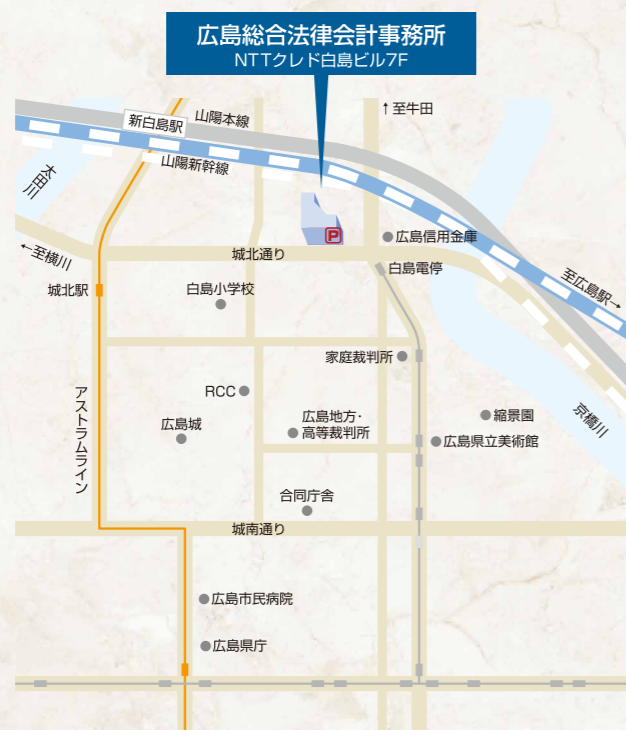 広島総合法律会計事務所
NTTクレド白島ビル7F
↑至牛田
新白島駅
山陽本線
山陽新幹線
太田川
←至横川
P
広島信用金庫
城北通り
白島電停
至広島駅→
城北駅
白島小学校
家庭裁判所
RCC
アストラムライン
広島城
広島地方・
高等裁判所
縮景園
広島県立美術館
京橋川
合同庁舎
城南通り
広島市民病院
広島県庁